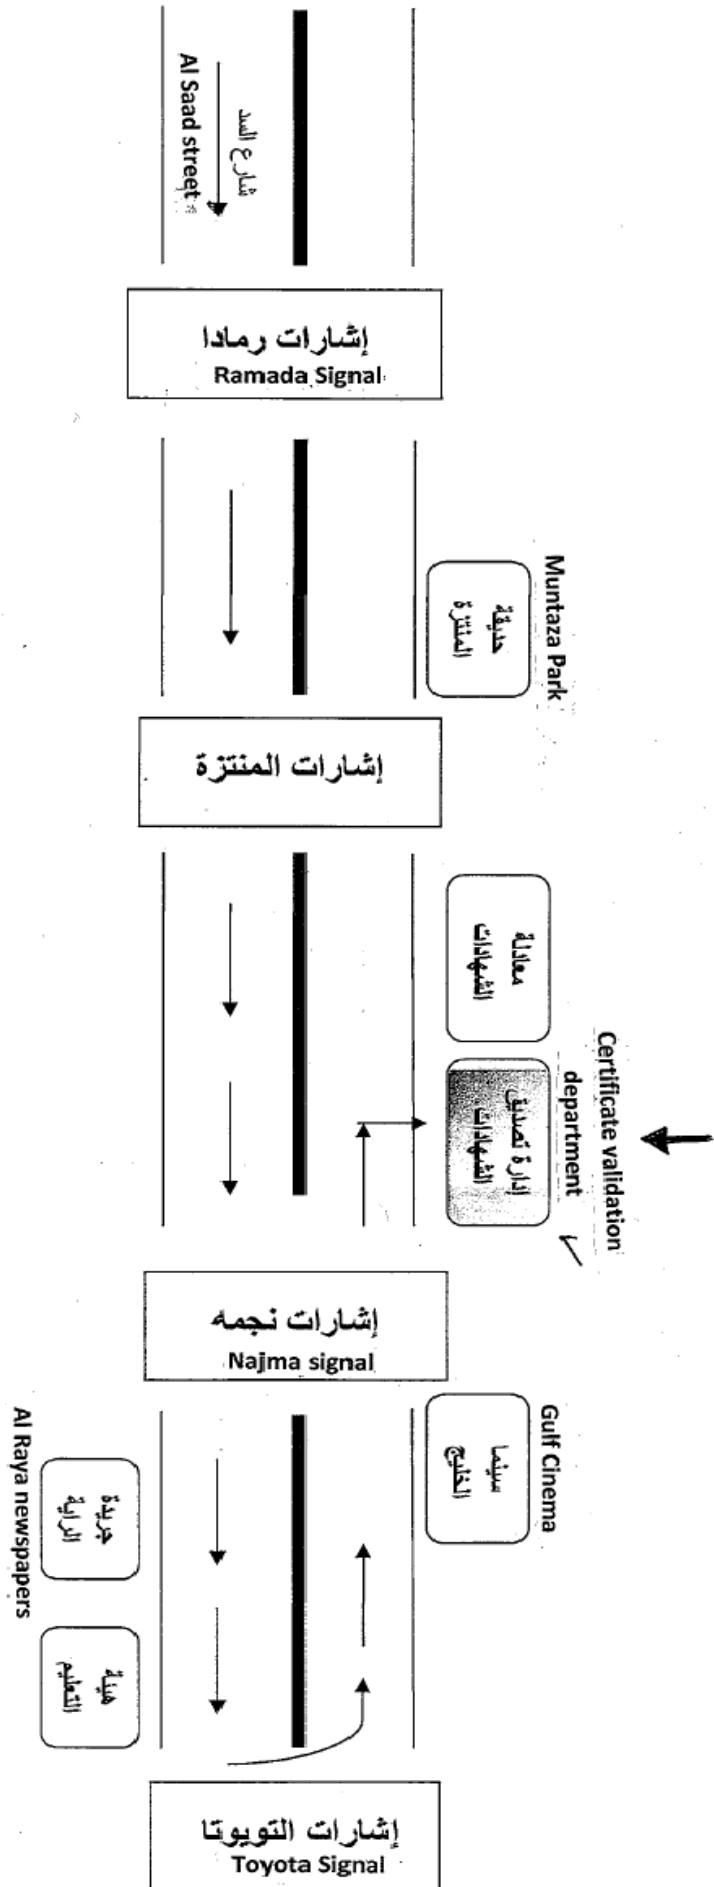 شارع السد
Al Saad street
إشارات رمادا
Ramada Signal
Muntaza Park
حديقة
المنتزة
إشارات المنتزة
معادلة
الشهادات
Certificate validation
department
إدارة تصديق
الشهادات
إشارات نجمه
Najma signal
Gulf Cinema
سينما
الخليج
جريدة
الراية
Al Raya newspapers
هيئة
التعليم
إشارات التويوتا
Toyota Signal